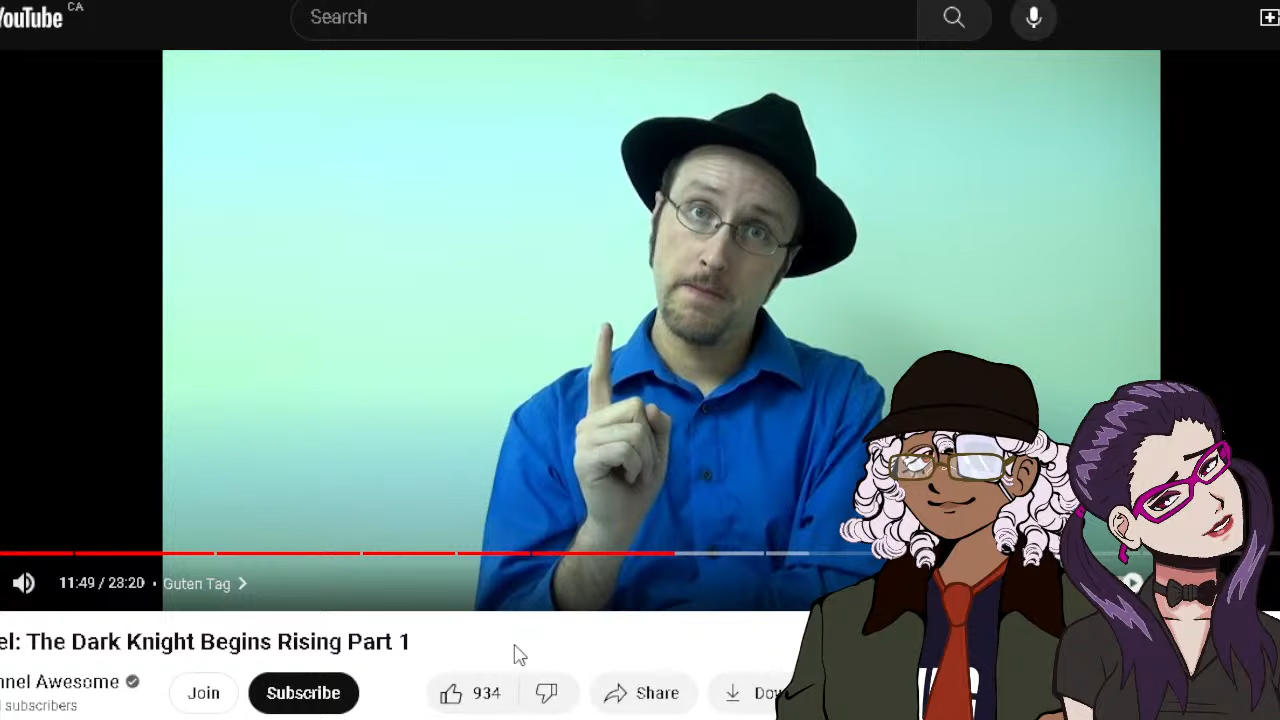 YouTube CA
Search
11:49 / 23:20 • Guten Tag
el: The Dark Knight Begins Rising Part 1
nnel Awesome
Join
Subscribe
934
Share
Dow
subscribers